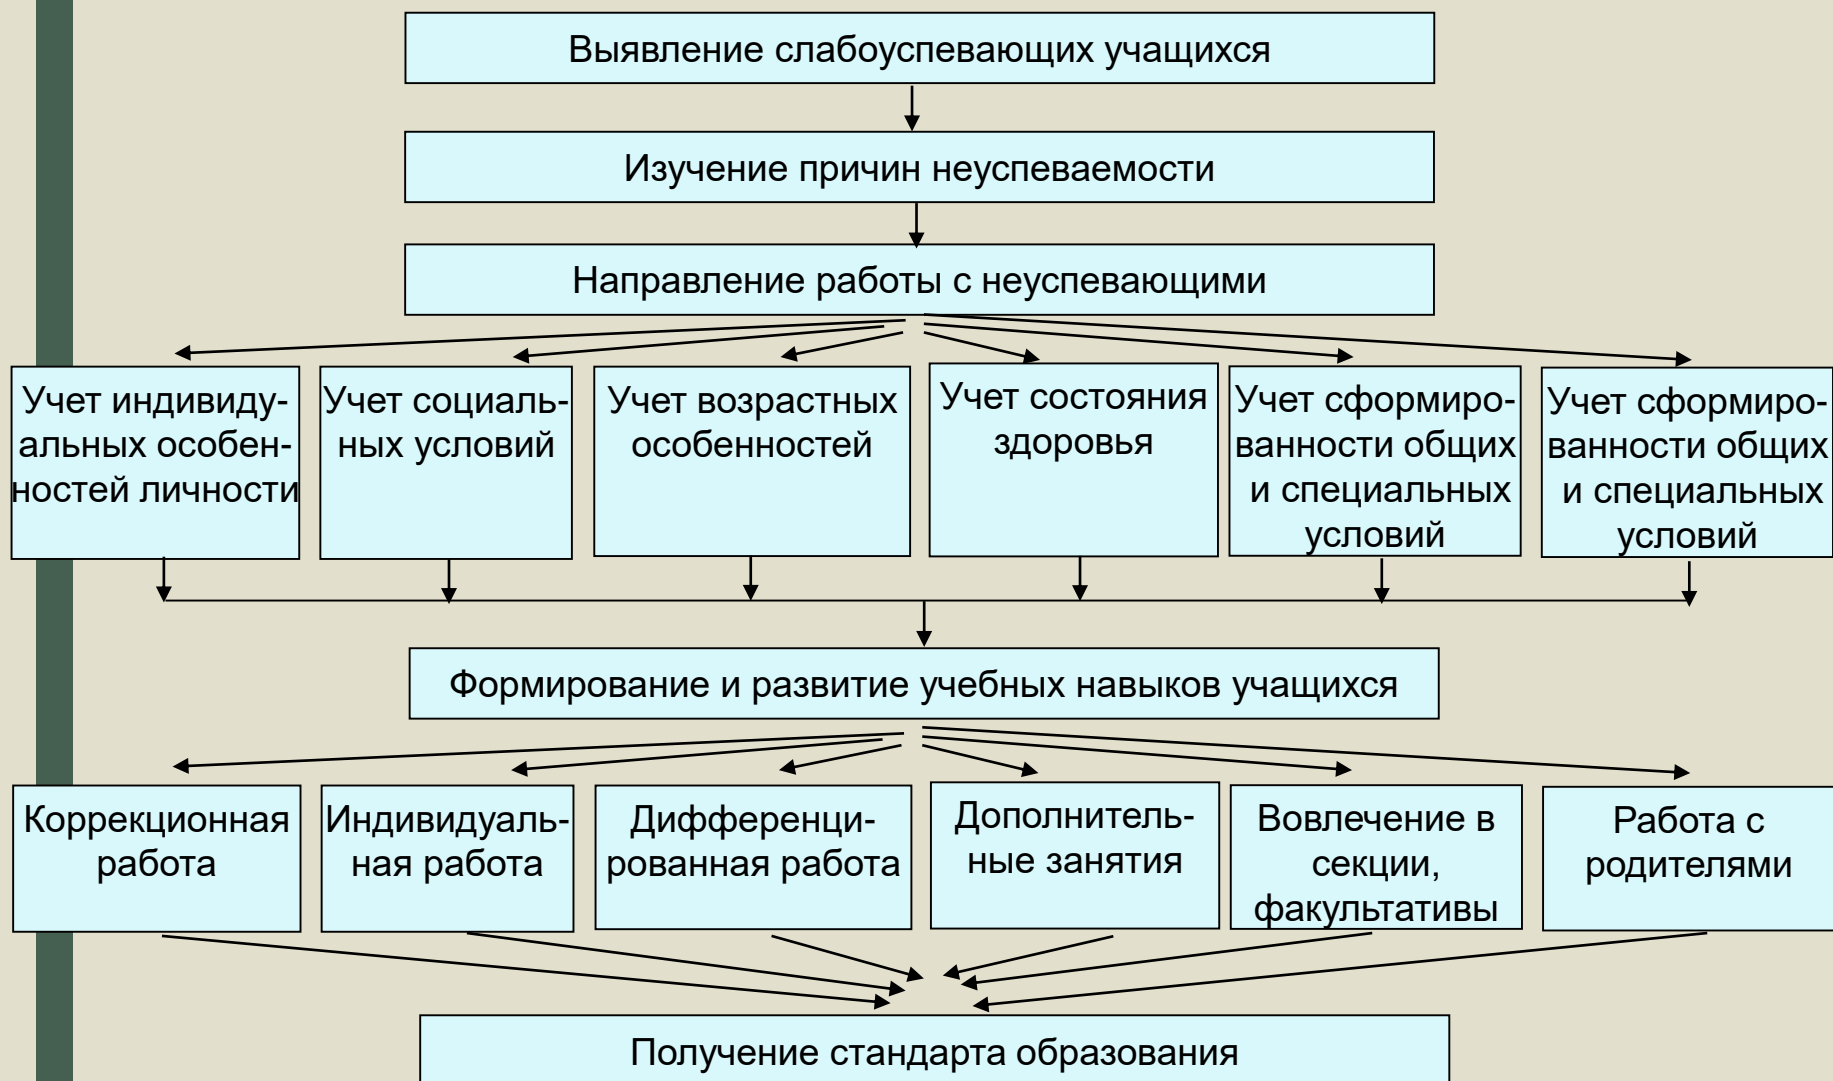 Выявление слабоуспевающих учащихся
Изучение причин неуспеваемости
Направление работы с неуспевающими
Учет индивиду-
альных особен-
ностей личности
Учет социаль-
ных условий
Учет возрастных
особенностей
Учет состояния
здоровья
Учет сформиро-
ванности общих
и специальных
условий
Учет сформиро-
ванности общих
и специальных
условий
Формирование и развитие учебных навыков учащихся
Коррекционная
работа
Индивидуаль-
ная работа
Дифференци-
рованная работа
Дополнитель-
ные занятия
Вовлечение в
секции,
факультативы
Работа с
родителями
Получение стандарта образования